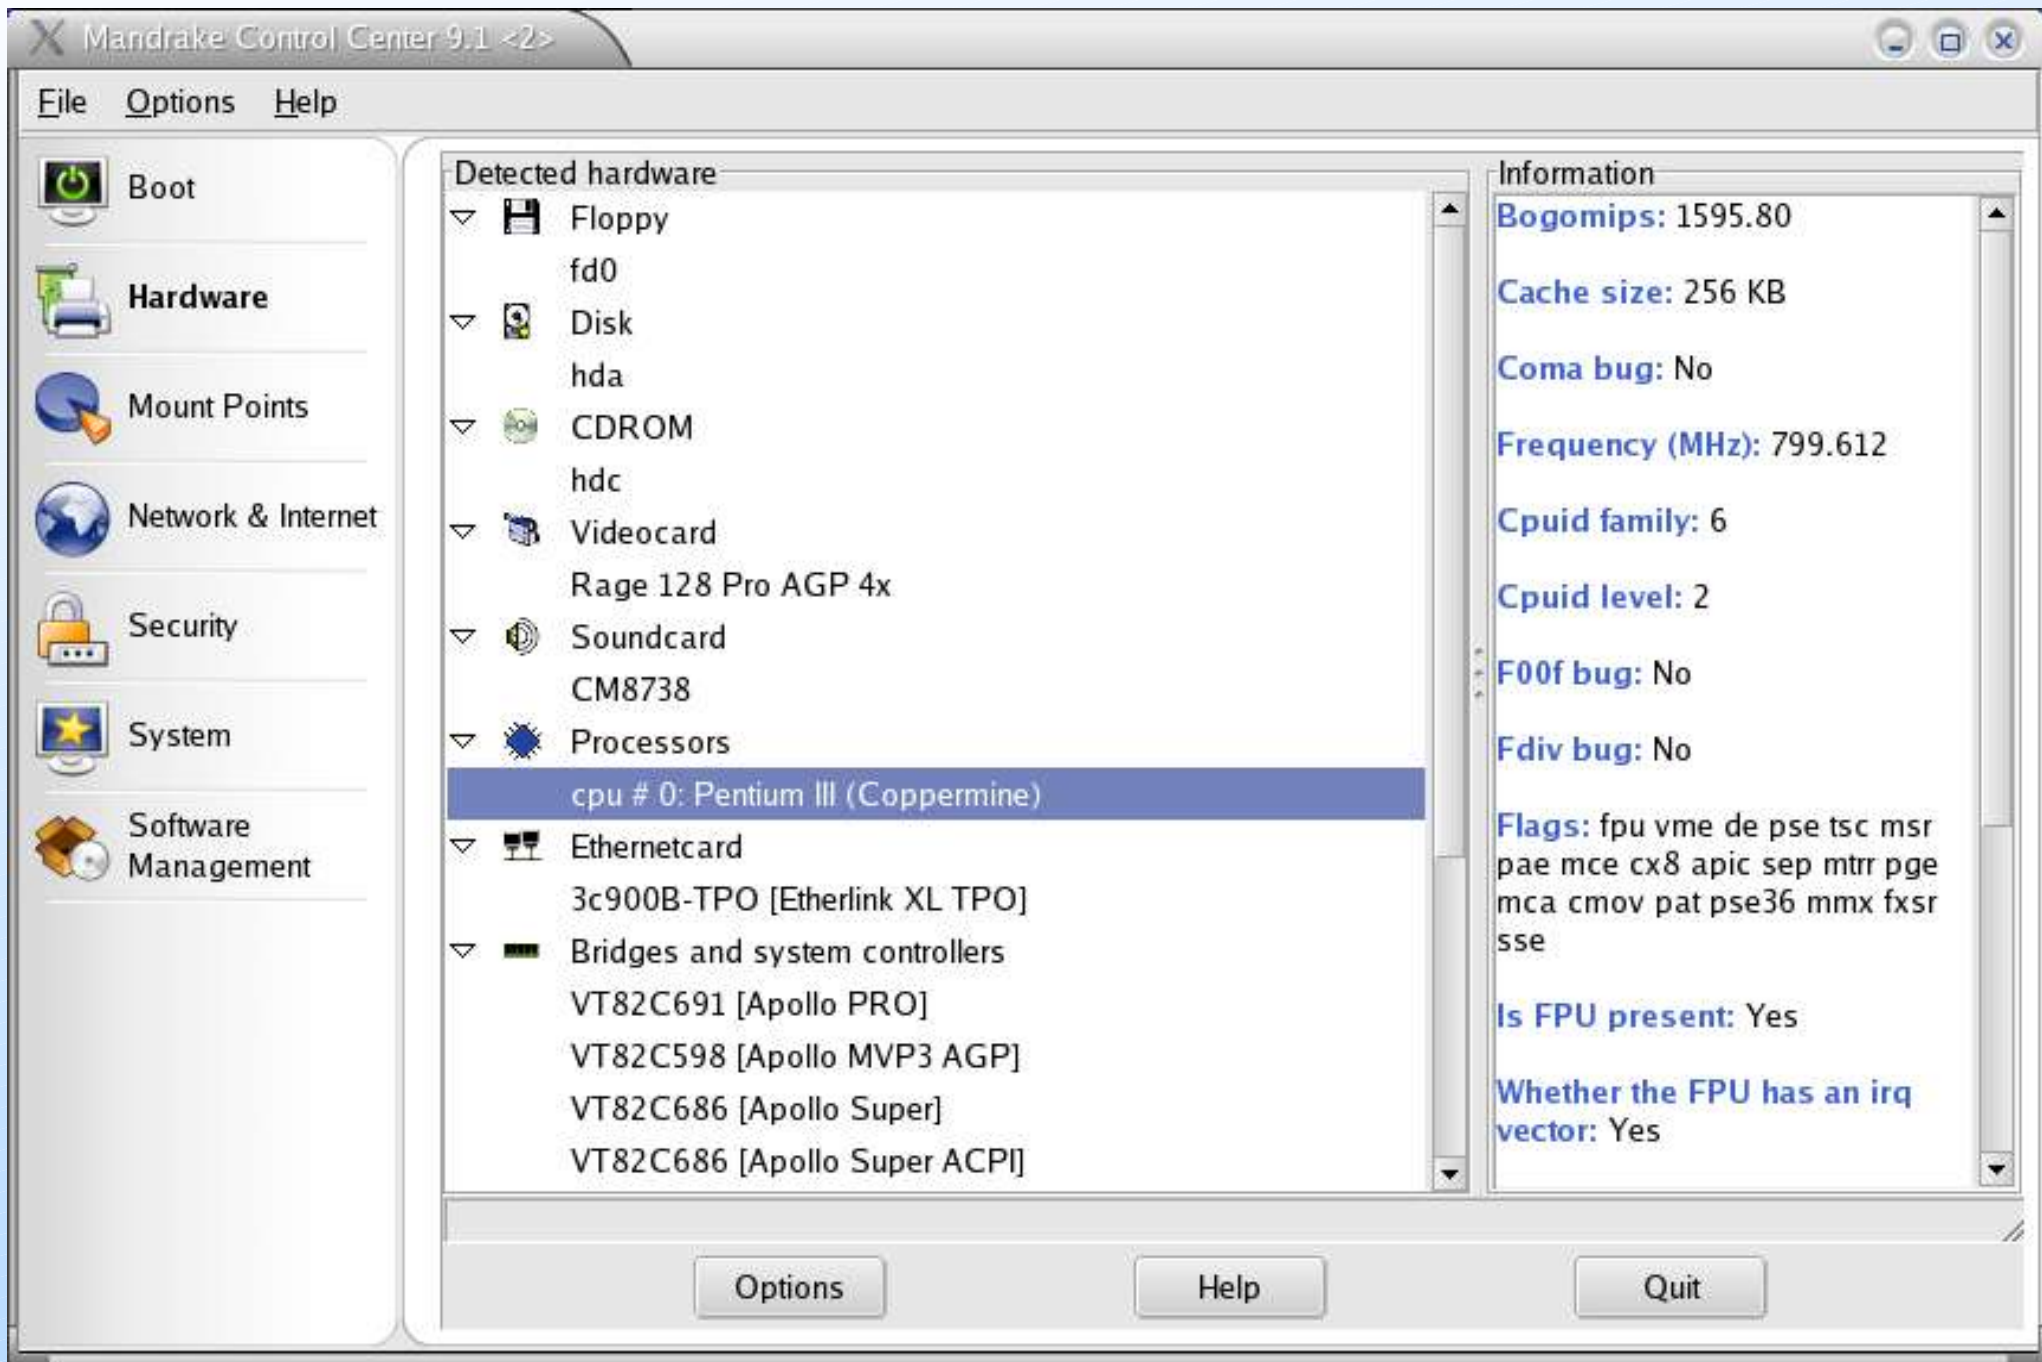 Mandrake Control Center 9.1 <2>
File Options Help
Boot
Hardware
Mount Points
Network & Internet
Security
System
Software
Management
Detected hardware
Floppy
fd0
Disk
hda
CDROM
hdc
Videocard
Rage 128 Pro AGP 4x
Soundcard
CM8738
Processors
cpu # 0: Pentium III (Coppermine)
Ethernetcard
3c900B-TPO [Etherlink XL TPO]
Bridges and system controllers
VT82C691 [Apollo PRO]
VT82C598 [Apollo MVP3 AGP]
VT82C686 [Apollo Super]
VT82C686 [Apollo Super ACPI]
Information
Bogomips: 1595.80
Cache size: 256 KB
Coma bug: No
Frequency (MHz): 799.612
Cpuid family: 6
Cpuid level: 2
F00f bug: No
Fdiv bug: No
Flags: fpu vme de pse tsc msr
pae mce cx8 apic sep mtrr pge
mca cmov pat pse36 mmx fxsr
sse
Is FPU present: Yes
Whether the FPU has an irq
vector: Yes
Options
Help
Quit